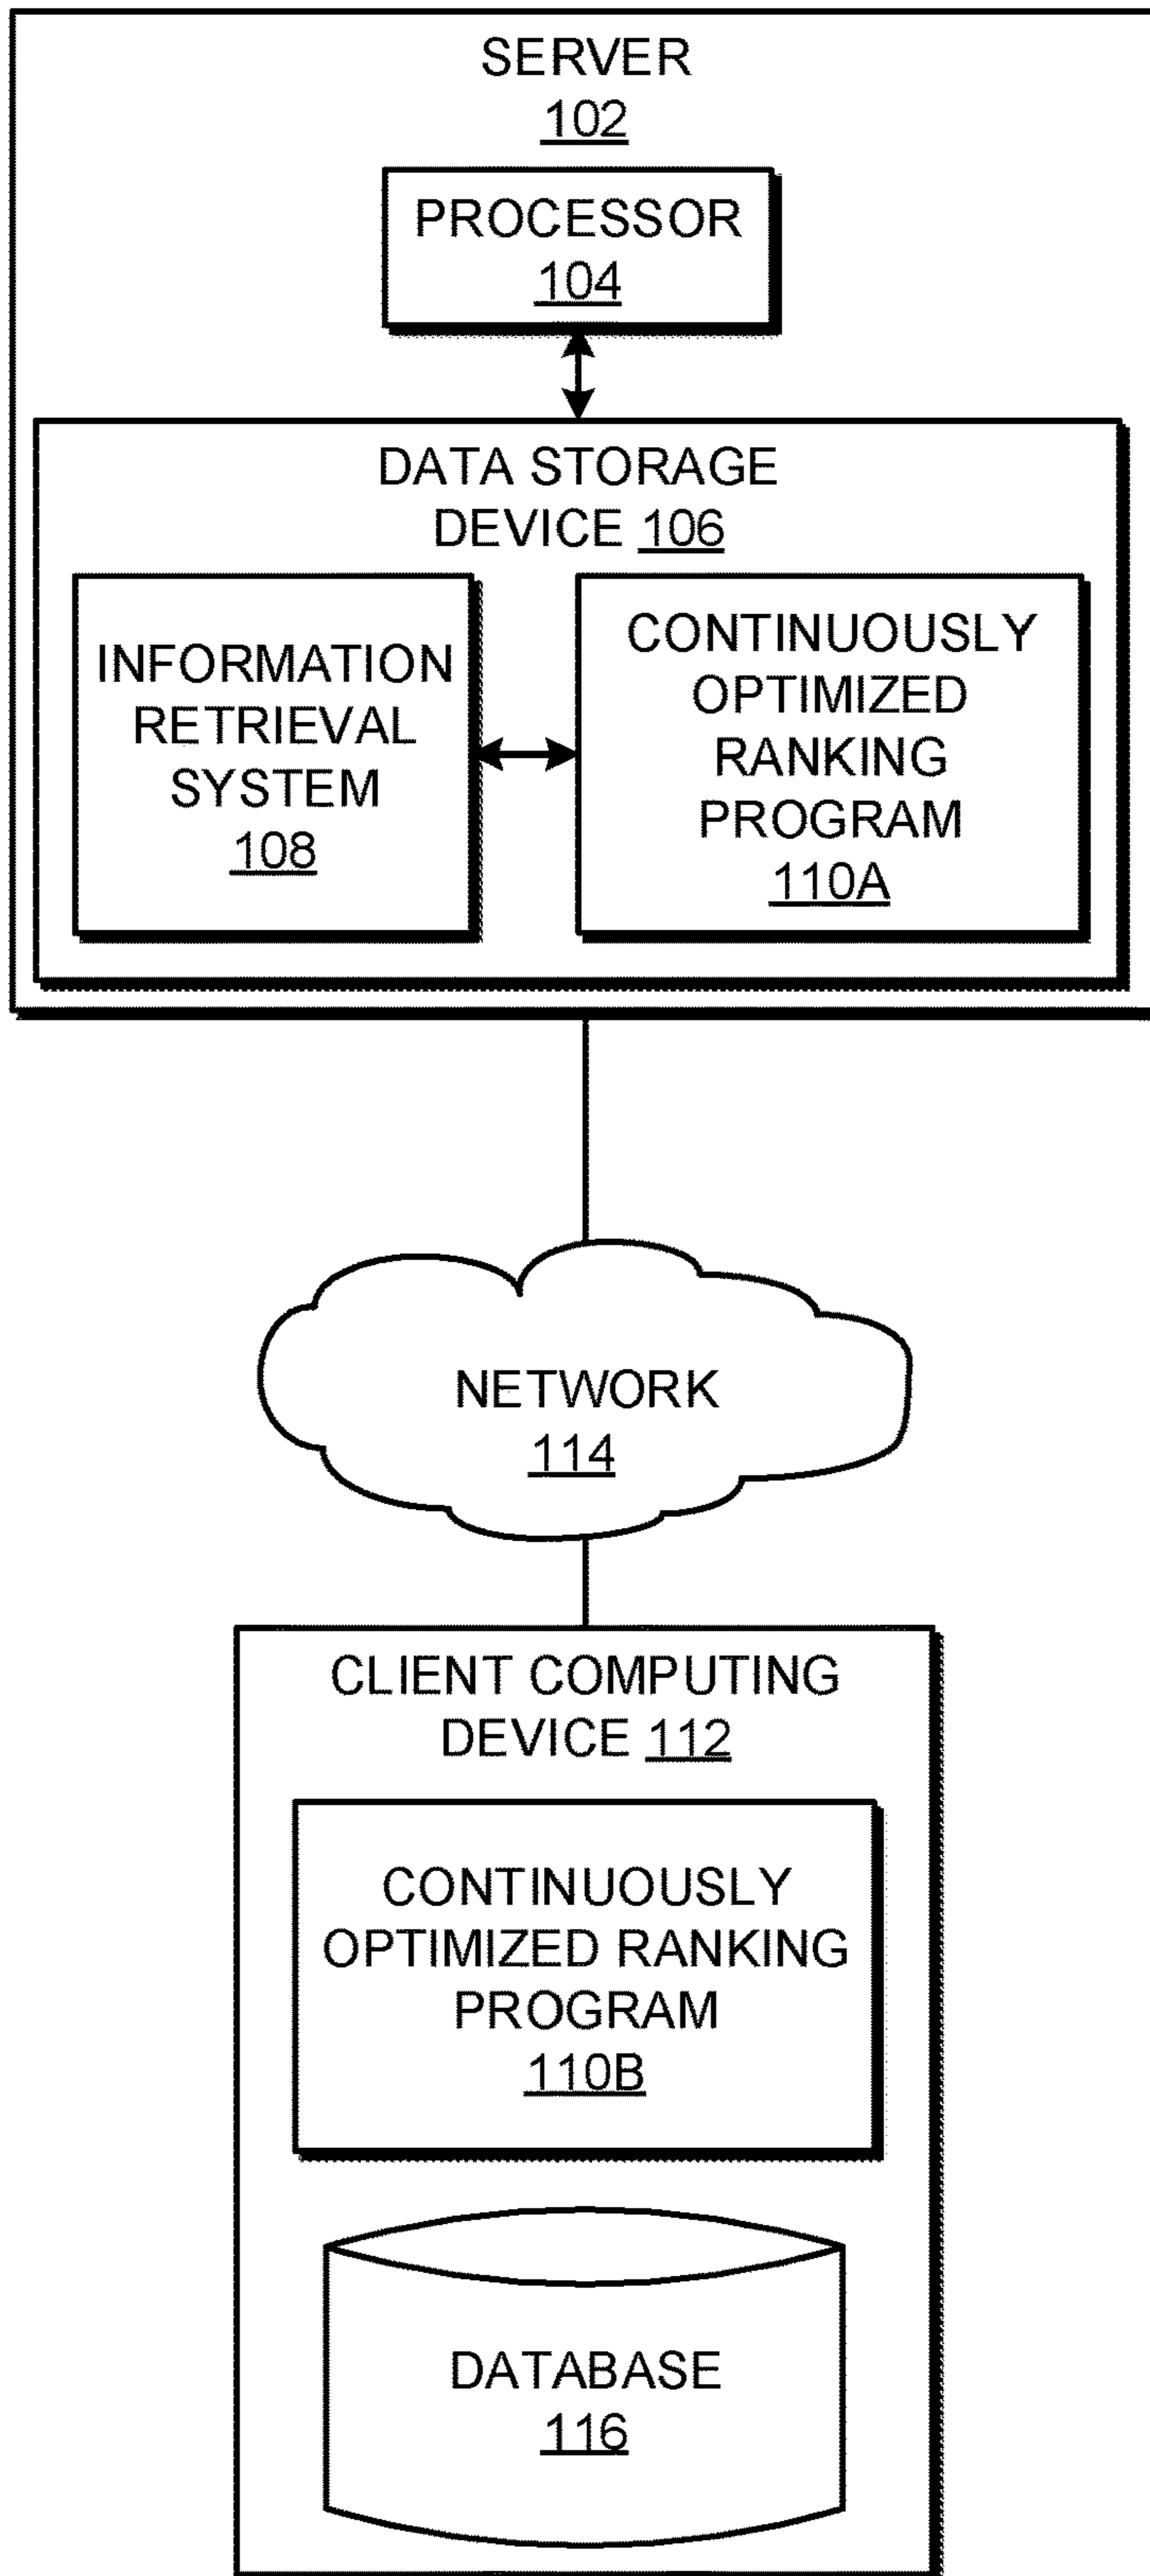 SERVER
102
PROCESSOR
104
DATA STORAGE
DEVICE 106
INFORMATION
RETRIEVAL
SYSTEM
108
CONTINUOUSLY
OPTIMIZED
RANKING
PROGRAM
110A
NETWORK
114
CLIENT COMPUTING
DEVICE 112
CONTINUOUSLY
OPTIMIZED RANKING
PROGRAM
110B
DATABASE
116